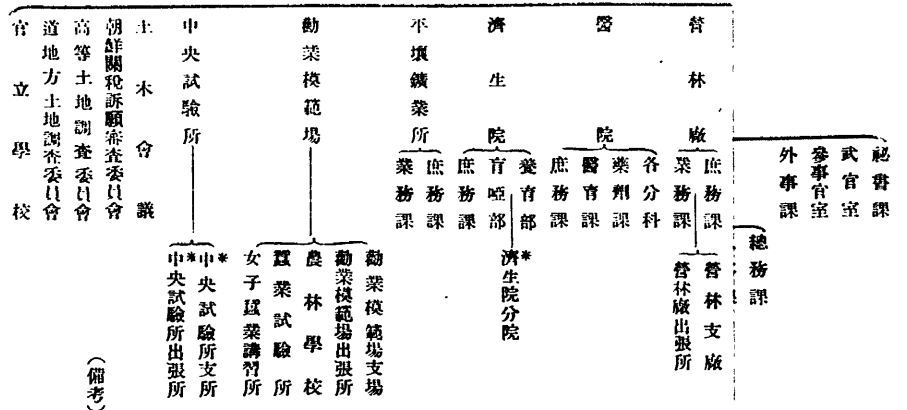 祕書課
武官室
參事官室
外事課
總務課
營林廠
庶務課
業務課
營林支廠
營林廠出張所
醫院
各分科
藥劑課
醫育課
庶務課
濟生院
養育部
盲啞部
庶務課
濟生院分院*
平壤鑛業所
庶務課
業務課
勸業模範場
勸業模範場支場
勸業模範場出張所
農林學校
蠶業試驗所
女子蠶業講習所
中央試驗所
*中央試驗所支所
*中央試驗所出張所
土木會議
朝鮮關稅訴願審查委員會
高等土地調查委員會
道地方土地調查委員會
官立學校
(備考)